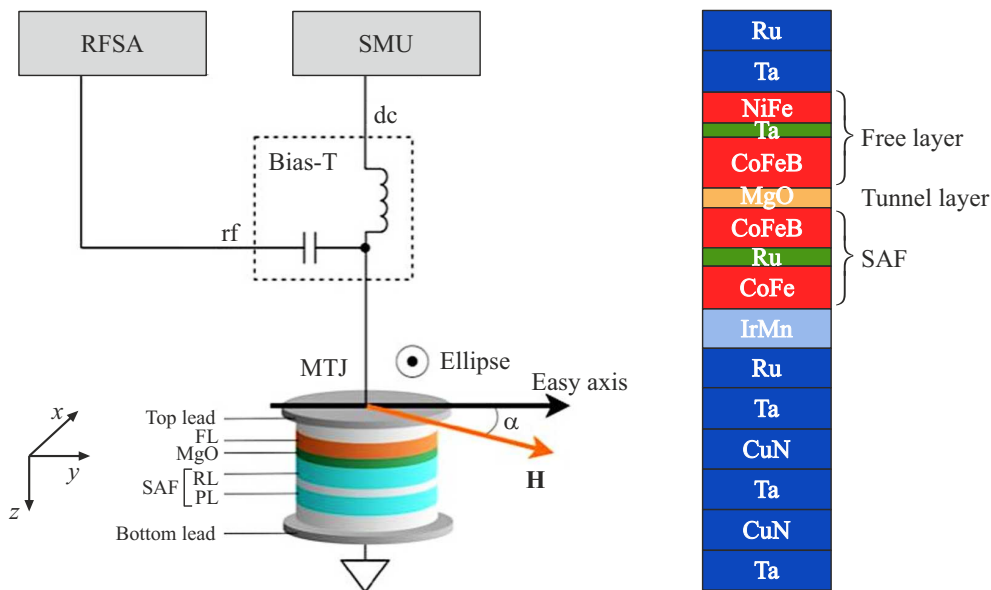 RFSA
SMU
dc
Bias-T
rf
MTJ
Ellipse
Easy axis
α
H
x
y
z
Top lead
FL
MgO
SAF
RL
PL
Bottom lead
Ru
Ta
NiFe
Ta
CoFeB
Free layer
MgO
Tunnel layer
CoFeB
Ru
CoFe
SAF
IrMn
Ru
Ta
CuN
Ta
CuN
Ta